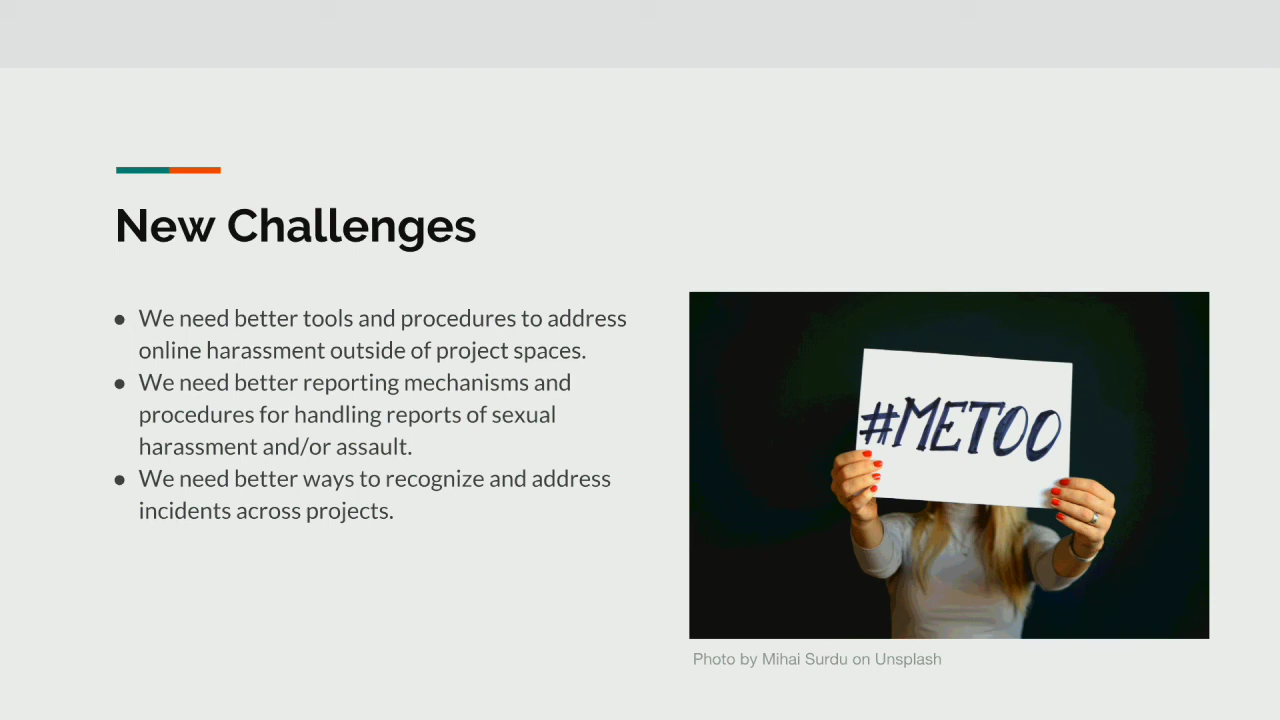 New Challenges
● We need better tools and procedures to address
online harassment outside of project spaces.
● We need better reporting mechanisms and
procedures for handling reports of sexual
harassment and/or assault.
● We need better ways to recognize and address
incidents across projects.
#METOO
Photo by Mihai Surdu on Unsplash